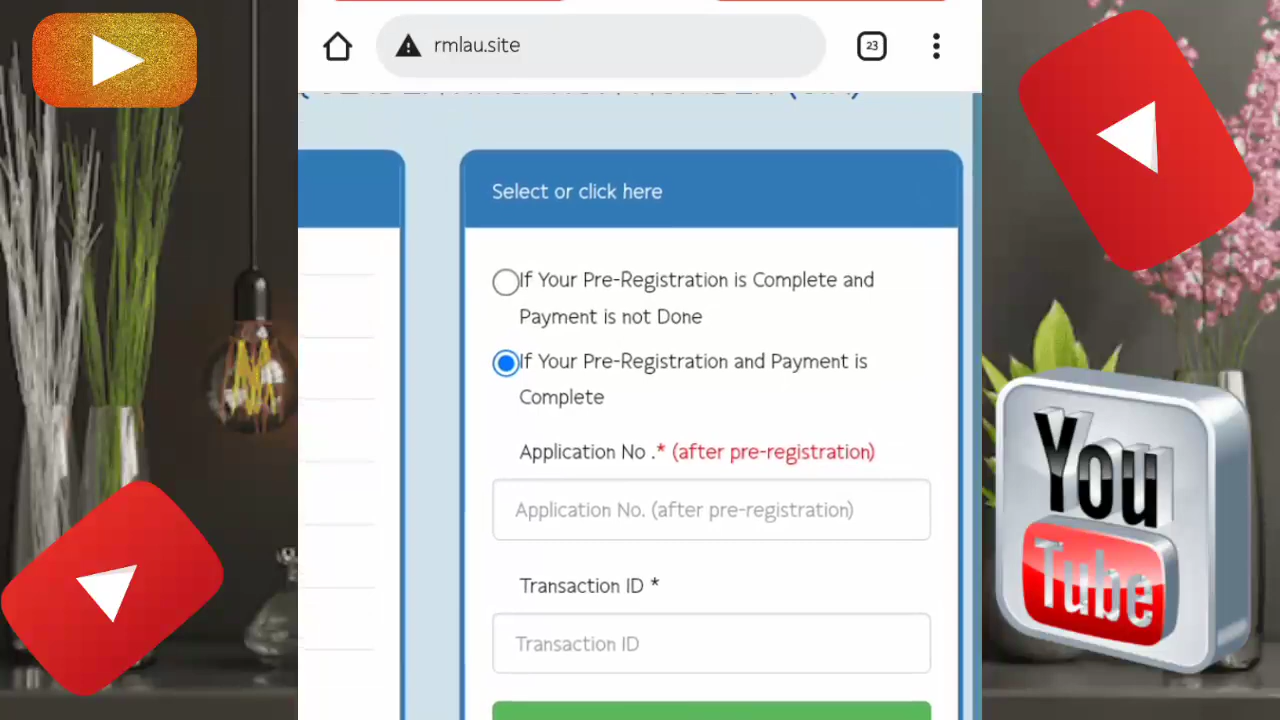 rmlau.site
23
Select or click here
If Your Pre-Registration is Complete and
Payment is not Done
If Your Pre-Registration and Payment is
Complete
Application No .* (after pre-registration)
Application No. (after pre-registration)
Transaction ID *
Transaction ID
You
Tube